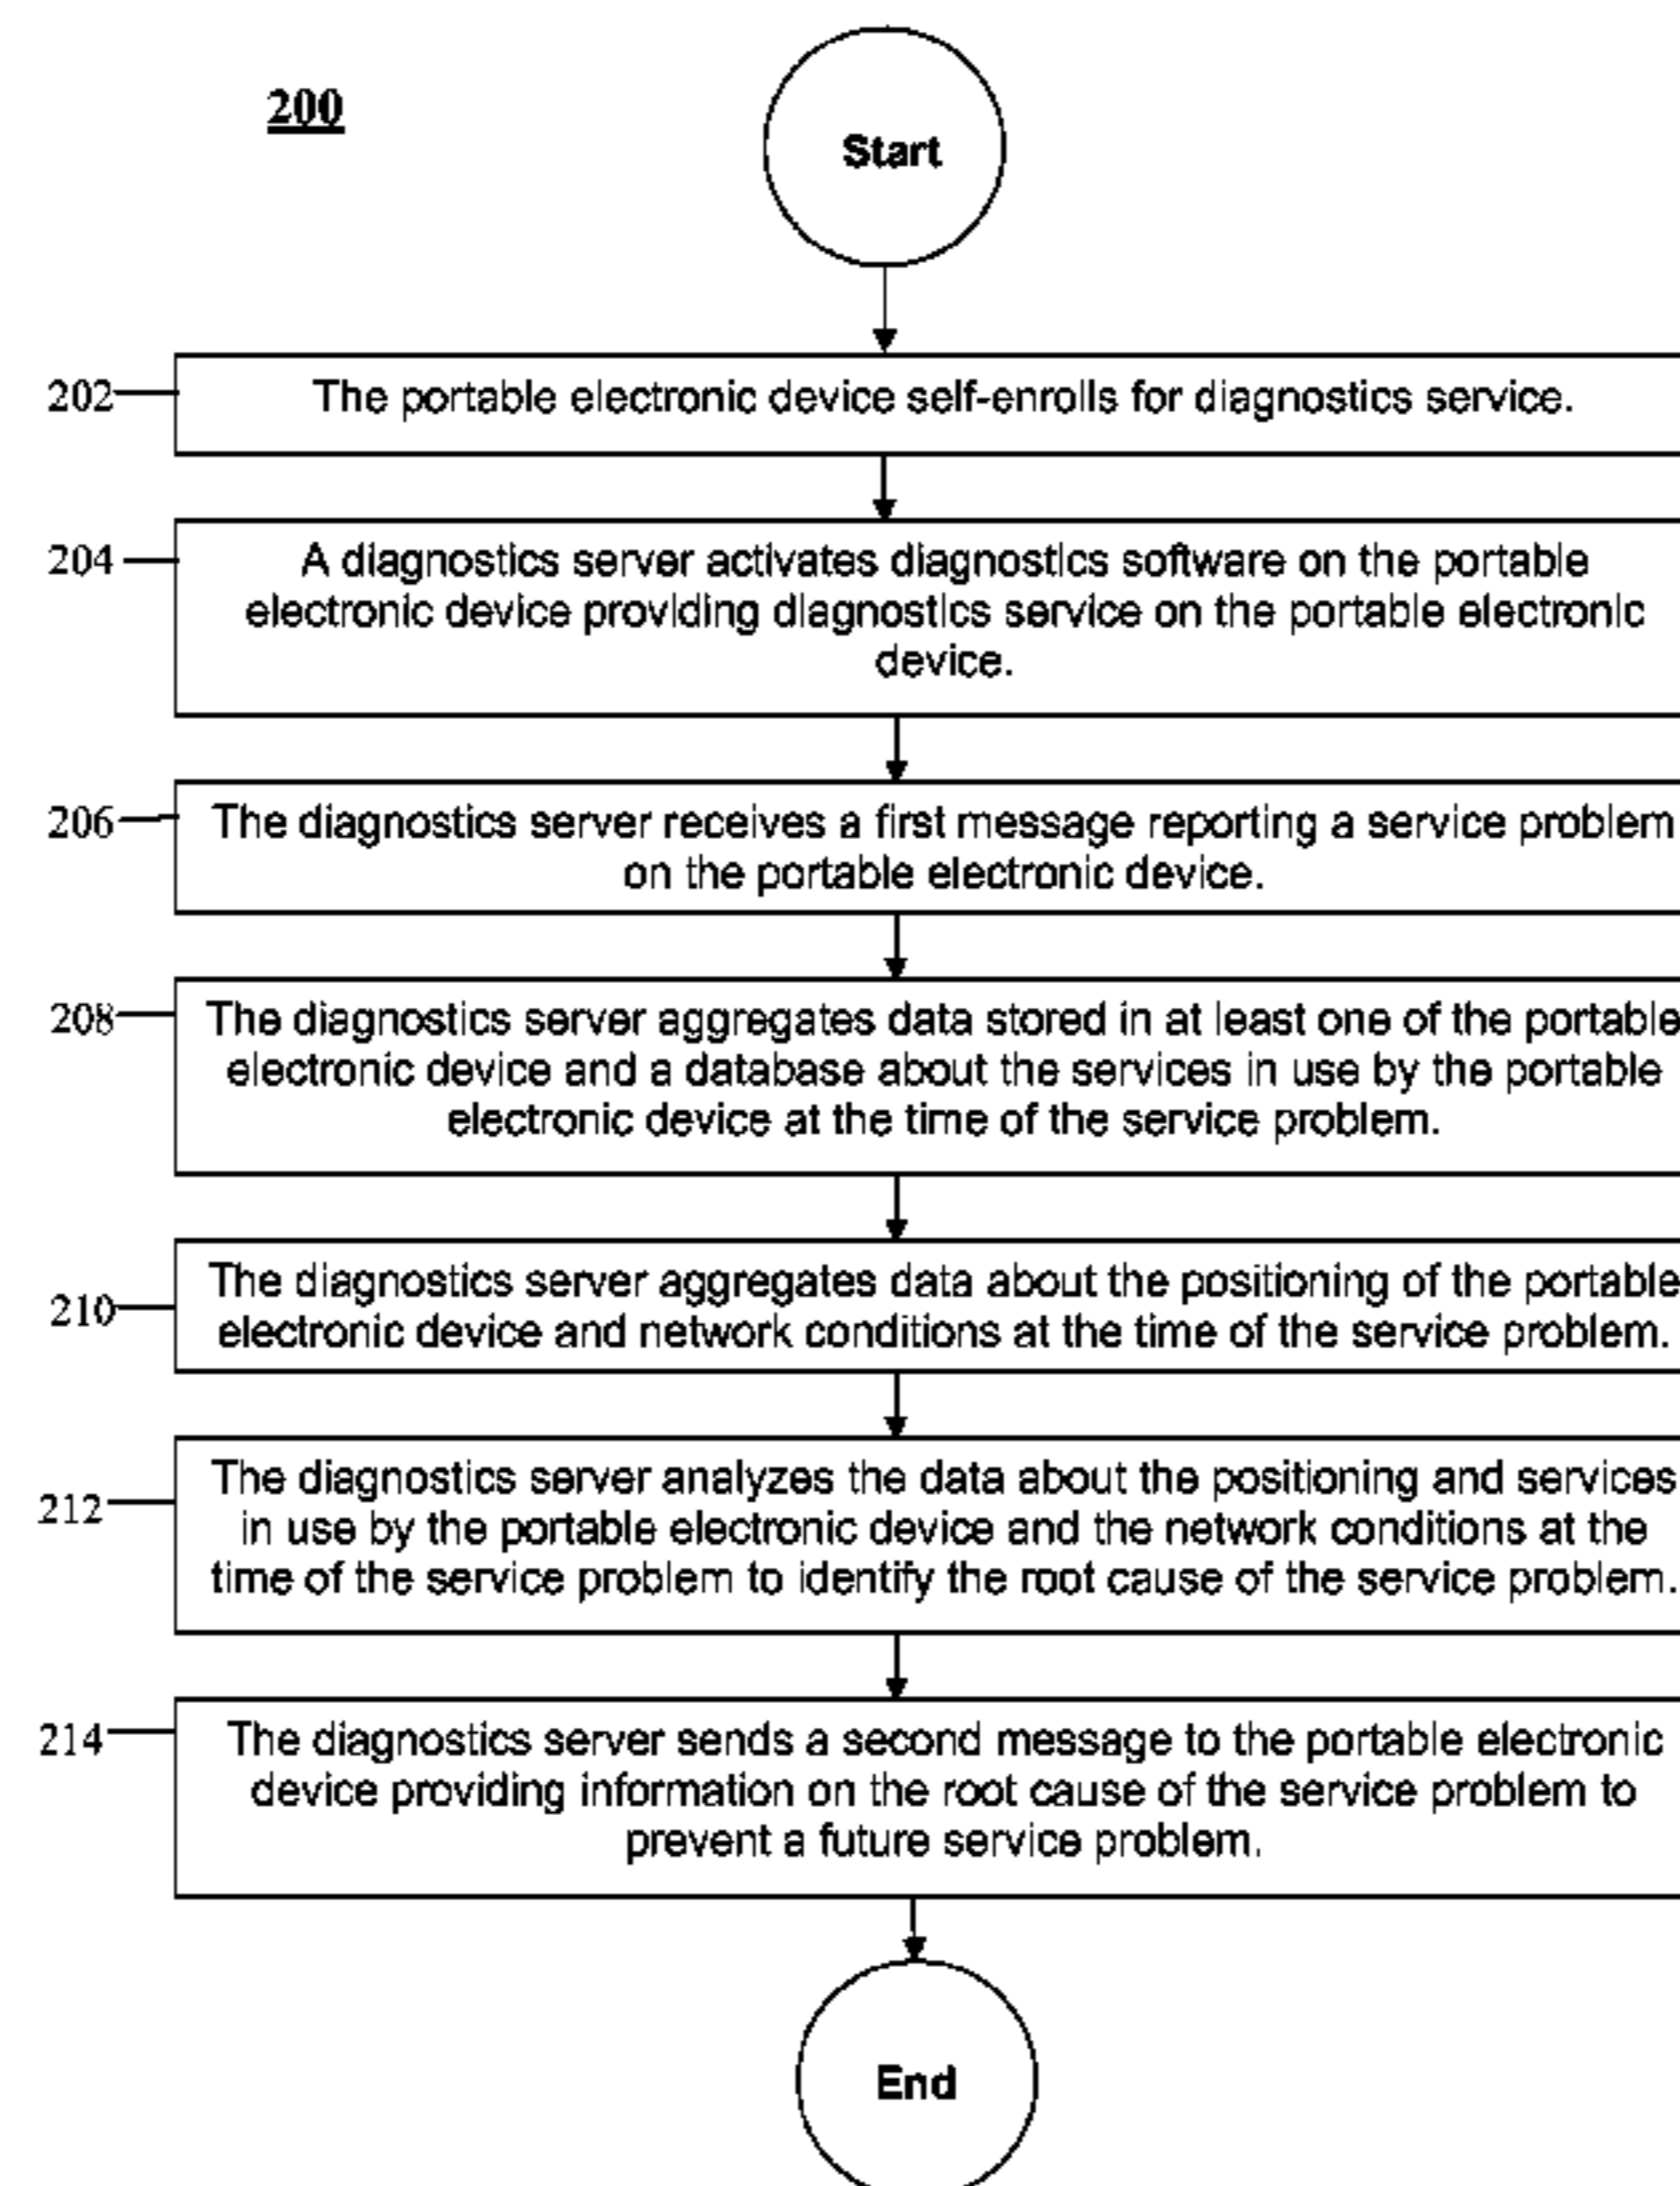 200
Start
202
The portable electronic device self-enrolls for diagnostics service.
204
A diagnostics server activates diagnostics software on the portable
electronic device providing diagnostics service on the portable electronic
device.
206
The diagnostics server receives a first message reporting a service problem
on the portable electronic device.
208
The diagnostics server aggregates data stored in at least one of the portable
electronic device and a database about the services in use by the portable
electronic device at the time of the service problem.
210
The diagnostics server aggregates data about the positioning of the portable
electronic device and network conditions at the time of the service problem.
212
The diagnostics server analyzes the data about the positioning and services
in use by the portable electronic device and the network conditions at the
time of the service problem to identify the root cause of the service problem.
214
The diagnostics server sends a second message to the portable electronic
device providing information on the root cause of the service problem to
prevent a future service problem.
End